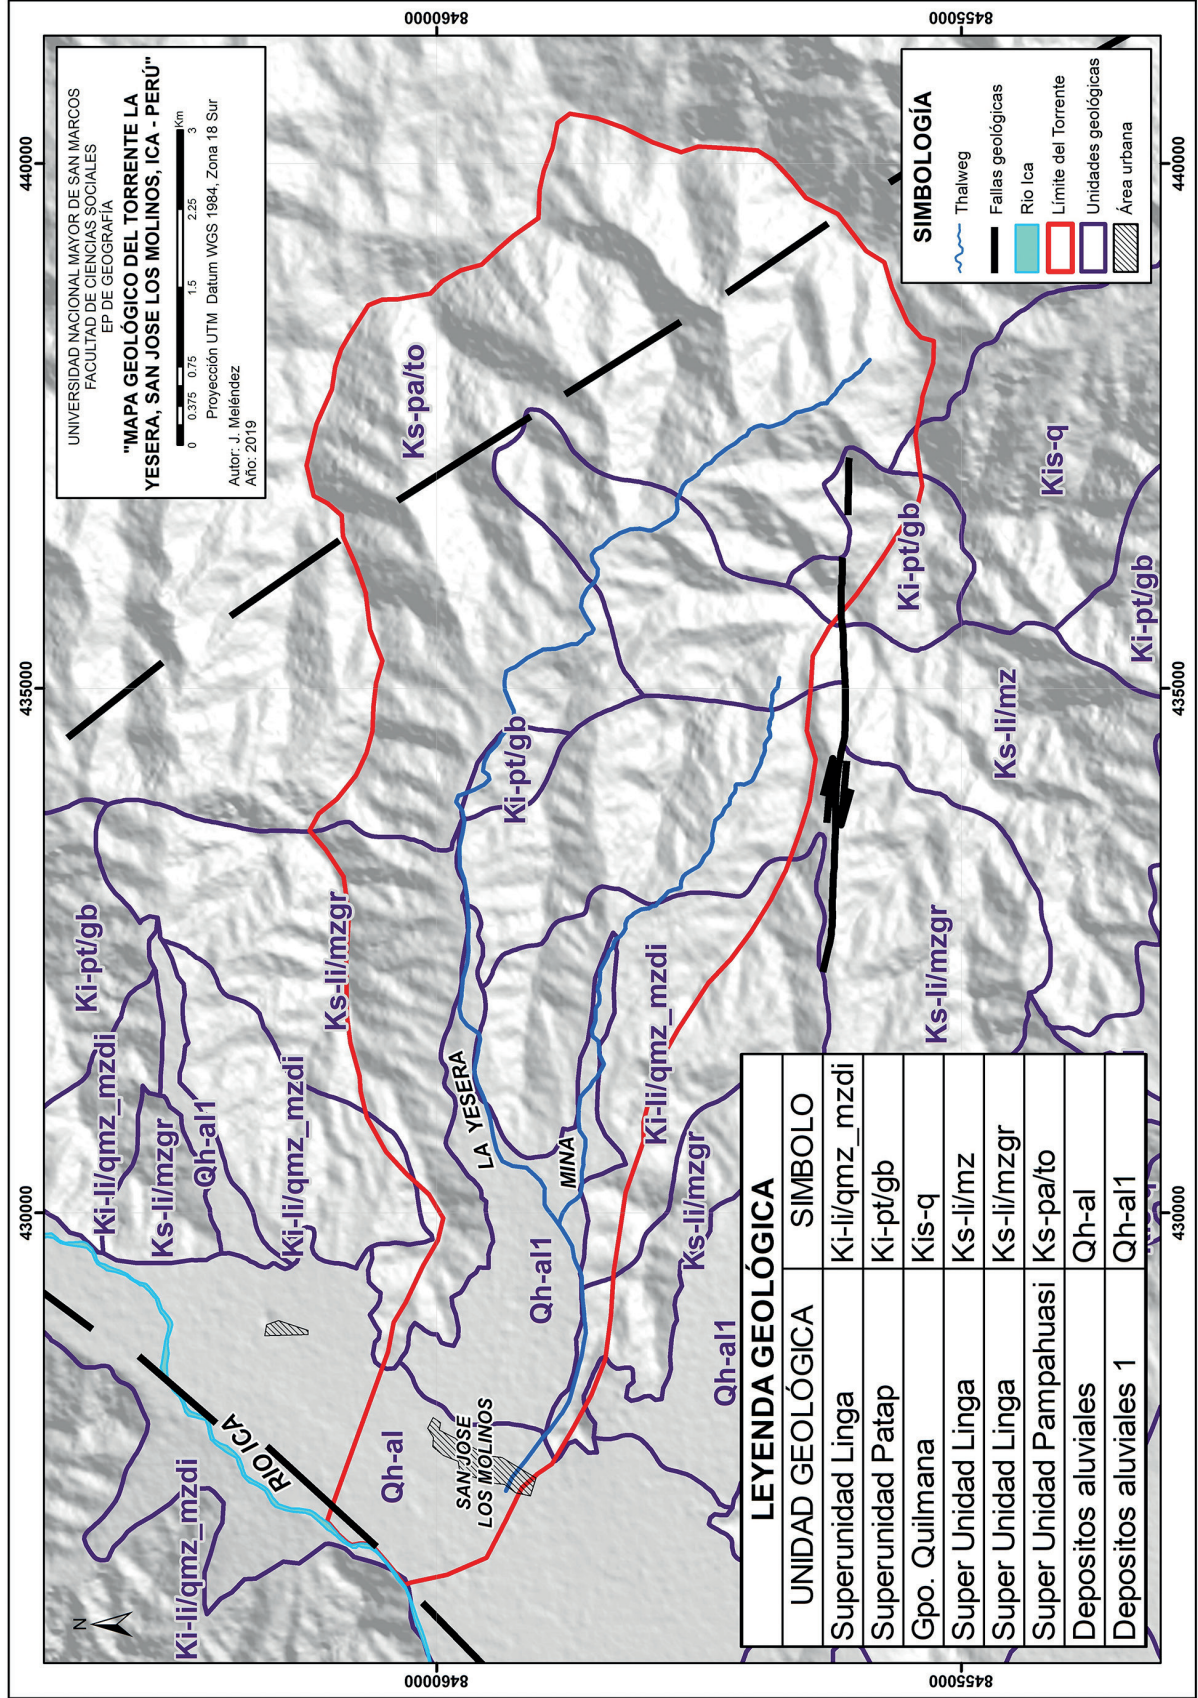 UNIVERSIDAD NACIONAL MAYOR DE SAN MARCOS
FACULTAD DE CIENCIAS SOCIALES
EP DE GEOGRAFÍA
"MAPA GEOLÓGICO DEL TORRENTE LA
YESERA, SAN JOSE LOS MOLINOS, ICA - PERÚ"
0 0.375 0.75 1.5 2.25 3
Km
Proyección UTM Datum WGS 1984, Zona 18 Sur
Autor: J. Meléndez
Año: 2019
430000
435000
440000
430000
435000
440000
8460000
8455000
8460000
8455000
N
Ki-li/qmz_mzdi
RIO ICA
Qh-al
SAN JOSE
LOS MOLINOS
Ki-li/qmz_mzdi
Ks-li/mzgr
Qh-al1
Ki-li/qmz_mzdi
Ki-pt/gb
Ks-li/mzgr
Ks-pa/to
LA YESERA
MINA
Qh-al1
Ki-pt/gb
Ki-li/qmz_mzdi
Ks-li/mzgr
Qh-al1
Ks-li/mzgr
Ks-li/mz
Ki-pt/gb
Kis-q
Ki-pt/gb
SIMBOLOGÍA
Thalweg
Fallas geológicas
Rio Ica
Límite del Torrente
Unidades geológicas
Área urbana
LEYENDA GEOLÓGICA
UNIDAD GEOLÓGICA SIMBOLO
Superunidad Linga Ki-li/qmz_mzdi
Superunidad Patap Ki-pt/gb
Gpo. Quilmana Kis-q
Super Unidad Linga Ks-li/mz
Super Unidad Linga Ks-li/mzgr
Super Unidad Pampahuasi Ks-pa/to
Depositos aluviales Qh-al
Depositos aluviales 1 Qh-al1